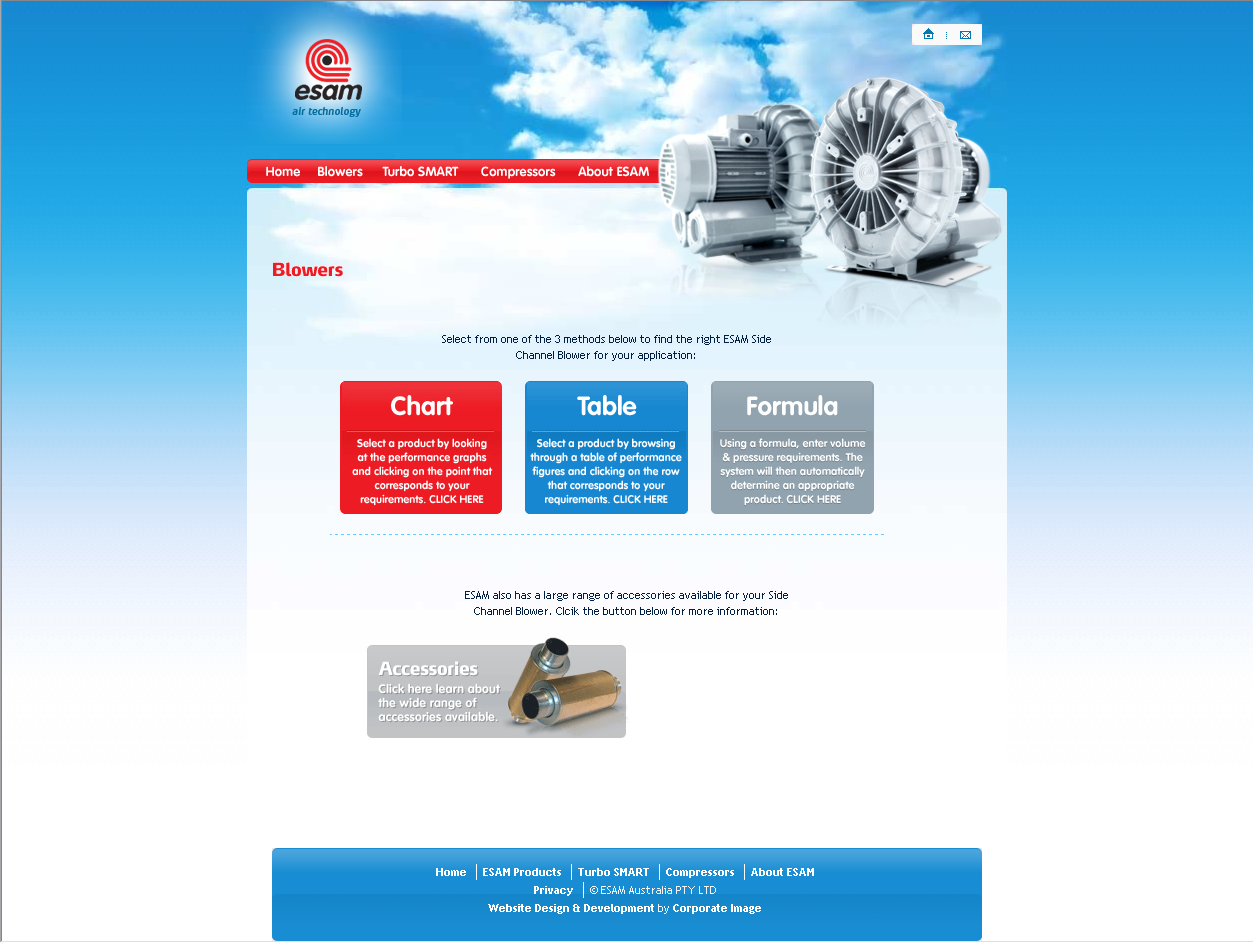 esam
air technology
Home Blowers Turbo SMART Compressors About ESAM
Blowers
Select from one of the 3 methods below to find the right ESAM Side
Channel Blower for your application:
Chart
Select a product by looking
at the performance graphs
and clicking on the point that
corresponds to your
requirements. CLICK HERE
Table
Select a product by browsing
through a table of performance
figures and clicking on the row
that corresponds to your
requirements. CLICK HERE
Formula
Using a formula, enter volume
& pressure requirements. The
system will then automatically
determine an appropriate
product. CLICK HERE
ESAM also has a large range of accessories available for your Side
Channel Blower. Clcik the button below for more information:
Accessories
Click here learn about
the wide range of
accessories available.
Home ESAM Products Turbo SMART Compressors About ESAM
Privacy © ESAM Australia PTY LTD
Website Design & Development by Corporate Image